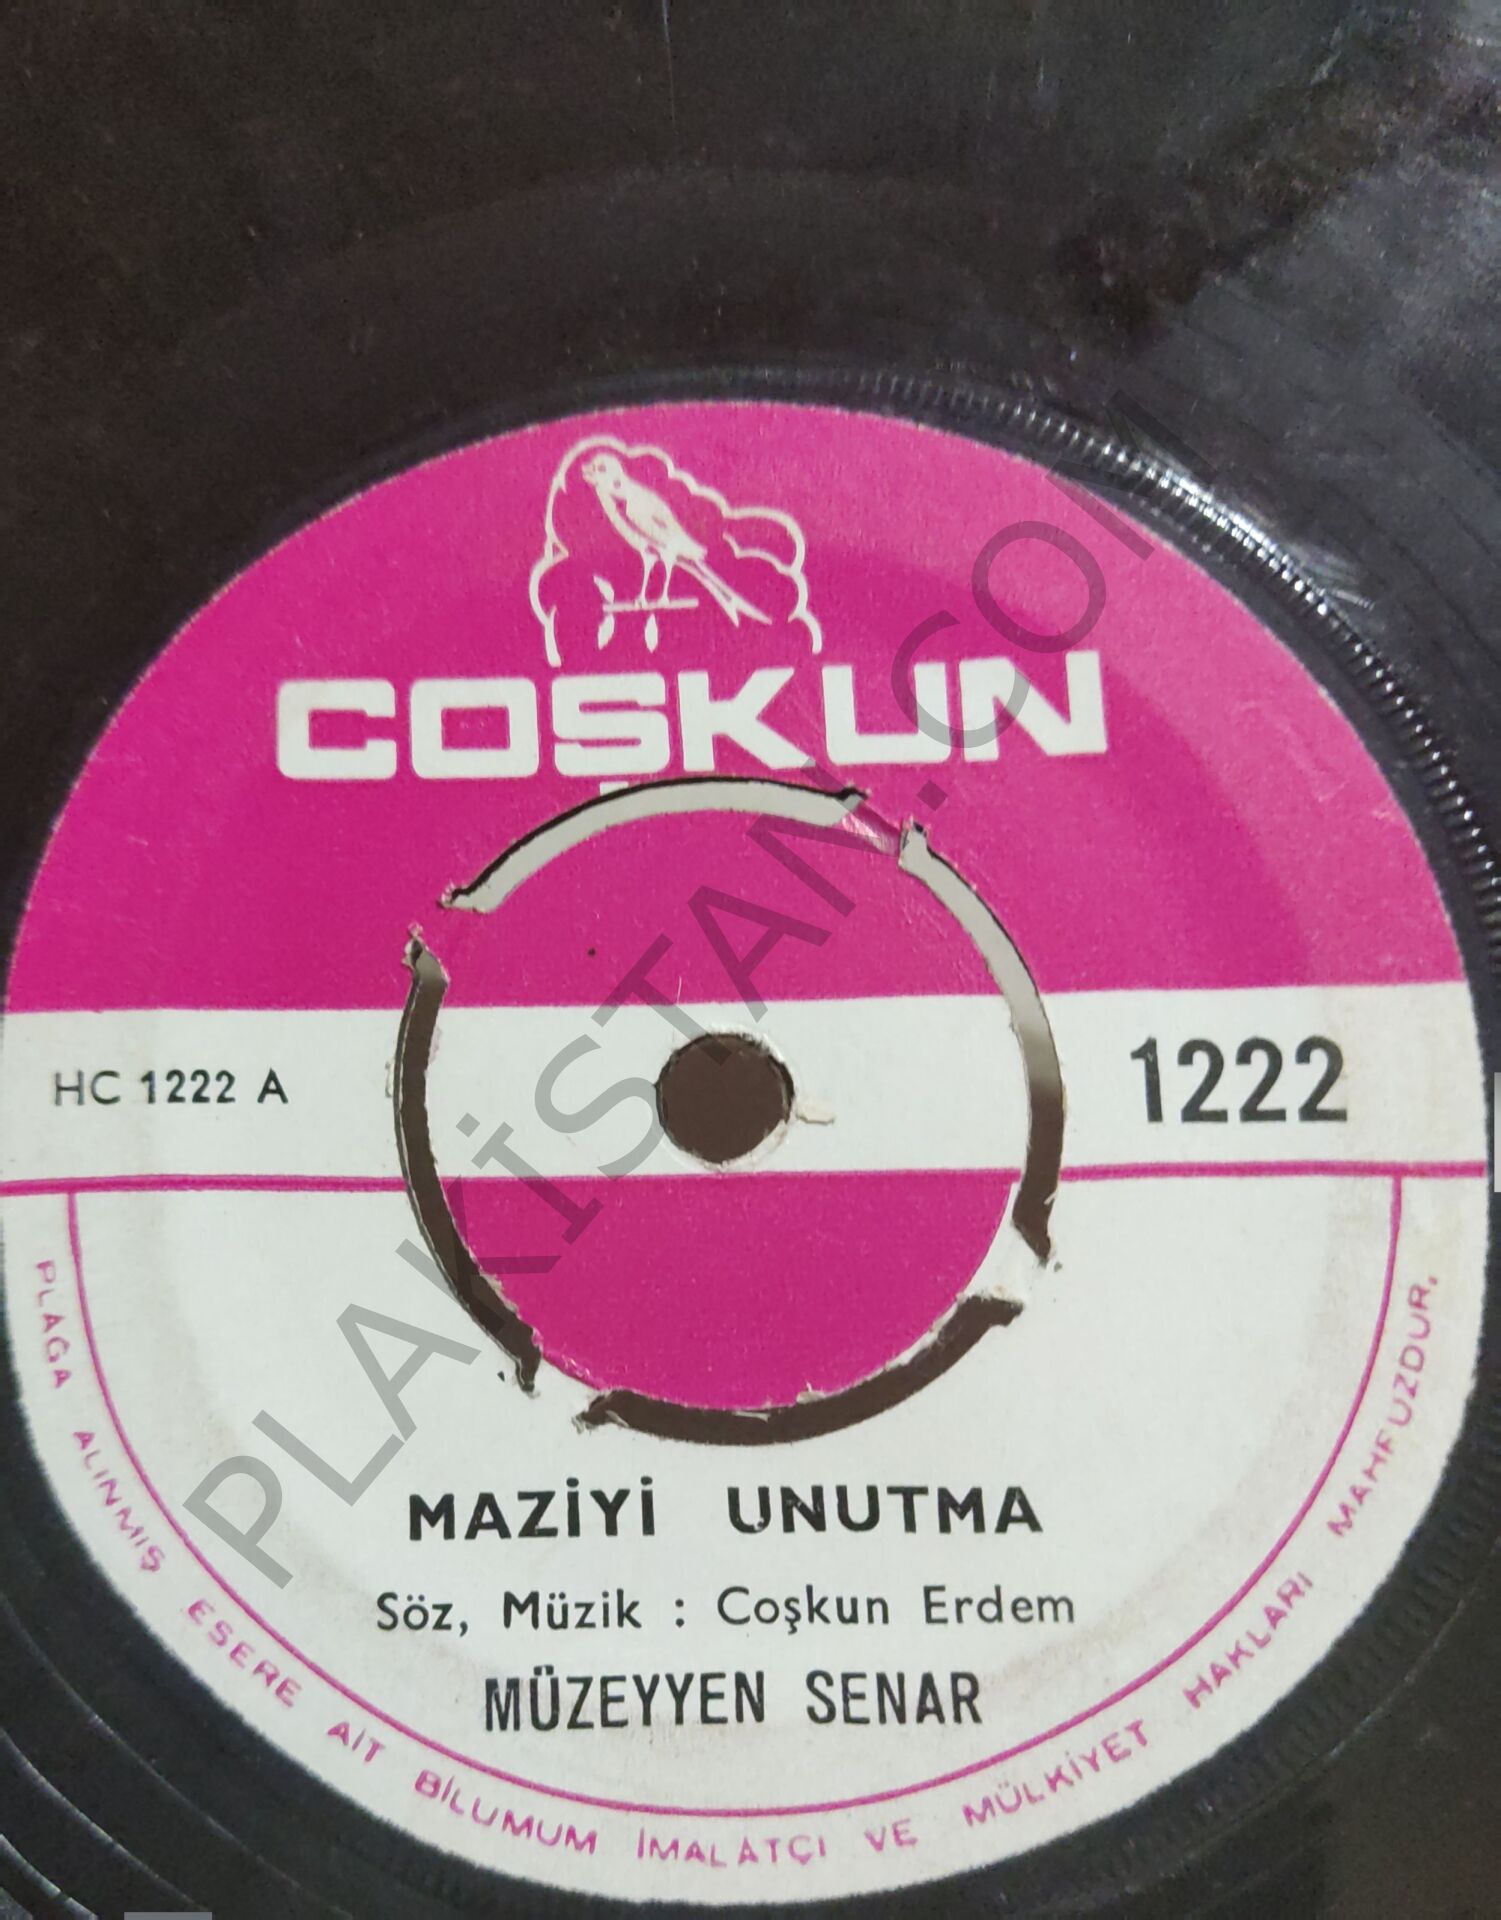 COŞKUN
HC 1222 A
1222
MAZİYİ UNUTMA
Söz, Müzik : Coşkun Erdem
MÜZEYYEN SENAR
PLAĞA ALINMIŞ ESERE AİT BİLUMUM İMALÂTÇI VE MÜLKİYET HAKLARI MAHFUZDUR.
PLAKİSTAN.COM